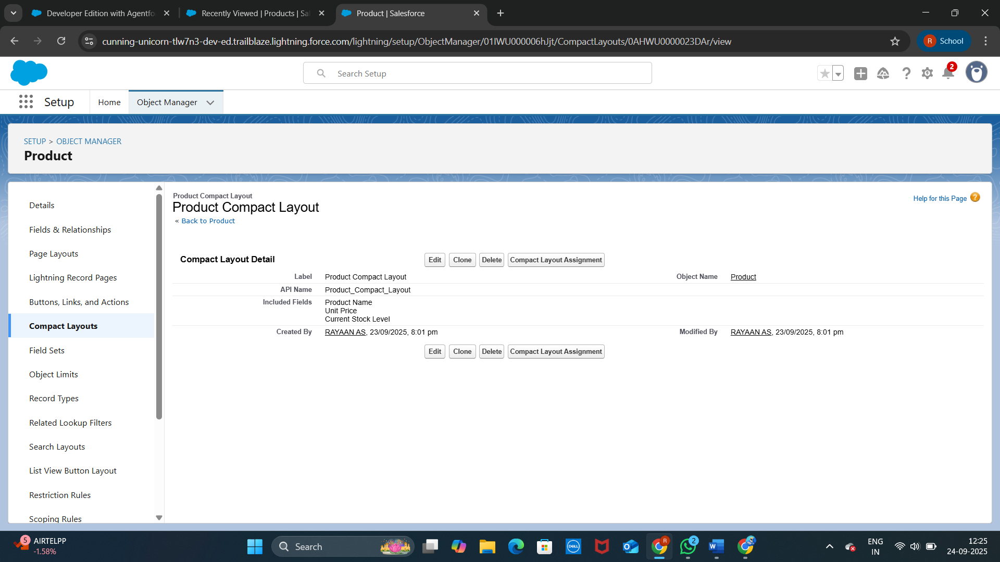 Developer Edition with Agentfo
Recently Viewed | Products | Sa
Product | Salesforce
cunning-unicorn-tlw7n3-dev-ed.trailblaze.lightning.force.com/lightning/setup/ObjectManager/01IWU000006hJjt/CompactLayouts/0AHWU0000023DAr/view
R School
Search Setup
2
Setup
Home
Object Manager
SETUP > OBJECT MANAGER
Product
Details
Fields & Relationships
Page Layouts
Lightning Record Pages
Buttons, Links, and Actions
Compact Layouts
Field Sets
Object Limits
Record Types
Related Lookup Filters
Search Layouts
List View Button Layout
Restriction Rules
Scoping Rules
Product Compact Layout
Product Compact Layout
« Back to Product
Help for this Page ?
Compact Layout Detail
Edit Clone Delete Compact Layout Assignment
Label Product Compact Layout Object Name Product
API Name Product_Compact_Layout
Included Fields Product Name
Unit Price
Current Stock Level
Created By RAYAAN AS, 23/09/2025, 8:01 pm Modified By RAYAAN AS, 23/09/2025, 8:01 pm
Edit Clone Delete Compact Layout Assignment
5
AIRTELPP
-1.58%
Search
DELL
R
2
W
ENG
IN
12:25
24-09-2025